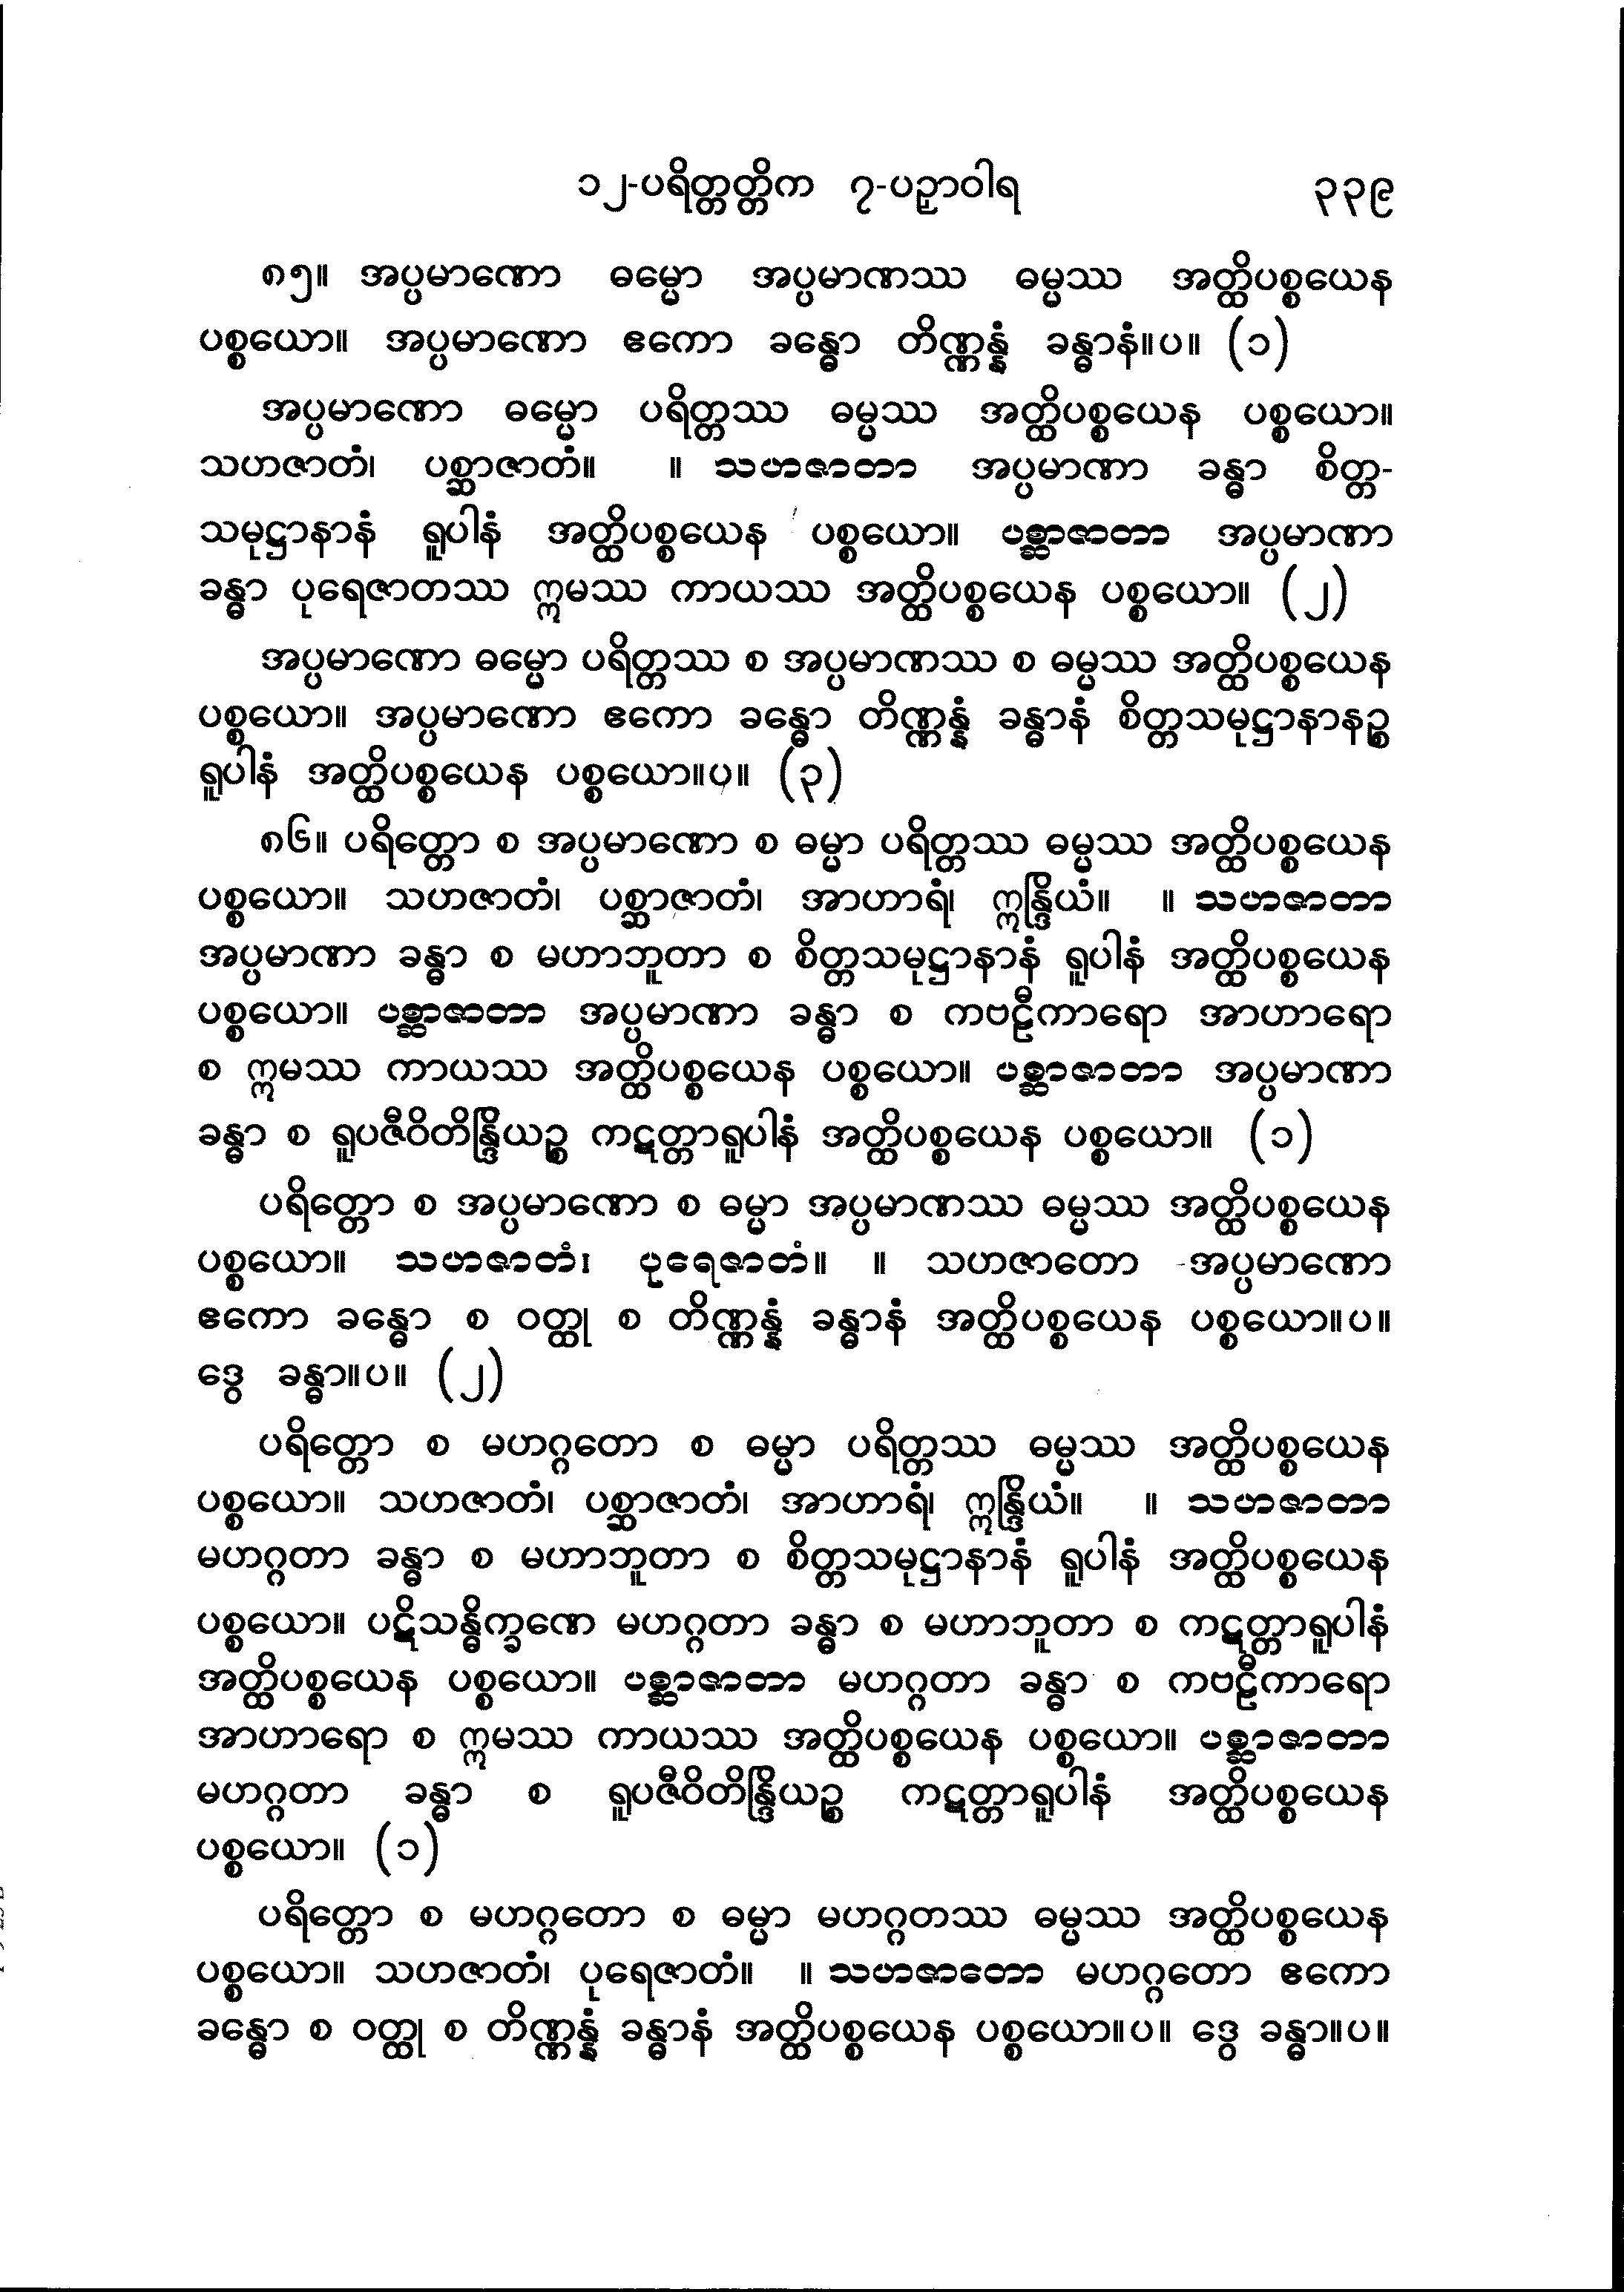 ၁၂-ပရိတ္တတ္တိက ၇-ပဉှာဝါရ ၃၃၉
၈၅။ အပ္ပမာဏော ဓမ္မော အပ္ပမာဏဿ ဓမ္မဿ အတ္ထိပစ္စယေန
ပစ္စယော။ အပ္ပမာဏော ဧကော ခန္ဓော တိဏ္ဏန္နံ ခန္ဓာနံ။ပ။ (၁)
အပ္ပမာဏော ဓမ္မော ပရိတ္တဿ ဓမ္မဿ အတ္ထိပစ္စယေန ပစ္စယော။
သဟဇာတံ၊ ပစ္ဆာဇာတံ။ ။ သဟဇာတာ အပ္ပမာဏာ ခန္ဓာ စိတ္တ-
သမုဋ္ဌာနာနံ ရူပါနံ အတ္ထိပစ္စယေန ပစ္စယော။ ပစ္ဆာဇာတာ အပ္ပမာဏာ
ခန္ဓာ ပုရေဇာတဿ ဣမဿ ကာယဿ အတ္ထိပစ္စယေန ပစ္စယော။ (၂)
အပ္ပမာဏော ဓမ္မော ပရိတ္တဿ စ အပ္ပမာဏဿ စ ဓမ္မဿ အတ္ထိပစ္စယေန
ပစ္စယော။ အပ္ပမာဏော ဧကော ခန္ဓော တိဏ္ဏန္နံ ခန္ဓာနံ စိတ္တသမုဋ္ဌာနာနဉ္စ
ရူပါနံ အတ္ထိပစ္စယေန ပစ္စယော။ပ။ (၃)
၈၆။ ပရိတ္တော စ အပ္ပမာဏော စ ဓမ္မာ ပရိတ္တဿ ဓမ္မဿ အတ္ထိပစ္စယေန
ပစ္စယော။ သဟဇာတံ၊ ပစ္ဆာဇာတံ၊ အာဟာရံ၊ ဣန္ဒြိယံ။ ။ သဟဇာတာ
အပ္ပမာဏာ ခန္ဓာ စ မဟာဘူတာ စ စိတ္တသမုဋ္ဌာနာနံ ရူပါနံ အတ္ထိပစ္စယေန
ပစ္စယော။ ပစ္ဆာဇာတာ အပ္ပမာဏာ ခန္ဓာ စ ကဗဠီကာရော အာဟာရော
စ ဣမဿ ကာယဿ အတ္ထိပစ္စယေန ပစ္စယော။ ပစ္ဆာဇာတာ အပ္ပမာဏာ
ခန္ဓာ စ ရူပဇီဝိတိန္ဒြိယဉ္စ ကဋတ္တာရူပါနံ အတ္ထိပစ္စယေန ပစ္စယော။ (၁)
ပရိတ္တော စ အပ္ပမာဏော စ ဓမ္မာ အပ္ပမာဏဿ ဓမ္မဿ အတ္ထိပစ္စယေန
ပစ္စယော။ သဟဇာတံ၊ ပုရေဇာတံ။ ။ သဟဇာတော အပ္ပမာဏော
ဧကော ခန္ဓော စ ဝတ္ထု စ တိဏ္ဏန္နံ ခန္ဓာနံ အတ္ထိပစ္စယေန ပစ္စယော။ပ။
ဒွေ ခန္ဓာ။ပ။ (၂)
ပရိတ္တော စ မဟဂ္ဂတော စ ဓမ္မာ ပရိတ္တဿ ဓမ္မဿ အတ္ထိပစ္စယေန
ပစ္စယော။ သဟဇာတံ၊ ပစ္ဆာဇာတံ၊ အာဟာရံ၊ ဣန္ဒြိယံ။ ။ သဟဇာတာ
မဟဂ္ဂတာ ခန္ဓာ စ မဟာဘူတာ စ စိတ္တသမုဋ္ဌာနာနံ ရူပါနံ အတ္ထိပစ္စယေန
ပစ္စယော။ ပဋိသန္ဓိက္ခဏေ မဟဂ္ဂတာ ခန္ဓာ စ မဟာဘူတာ စ ကဋတ္တာရူပါနံ
အတ္ထိပစ္စယေန ပစ္စယော။ ပစ္ဆာဇာတာ မဟဂ္ဂတာ ခန္ဓာ စ ကဗဠီကာရော
အာဟာရော စ ဣမဿ ကာယဿ အတ္ထိပစ္စယေန ပစ္စယော။ ပစ္ဆာဇာတာ
မဟဂ္ဂတာ ခန္ဓာ စ ရူပဇီဝိတိန္ဒြိယဉ္စ ကဋတ္တာရူပါနံ အတ္ထိပစ္စယေန
ပစ္စယော။ (၁)
ပရိတ္တော စ မဟဂ္ဂတော စ ဓမ္မာ မဟဂ္ဂတဿ ဓမ္မဿ အတ္ထိပစ္စယေန
ပစ္စယော။ သဟဇာတံ၊ ပုရေဇာတံ။ ။ သဟဇာတော မဟဂ္ဂတော ဧကော
ခန္ဓော စ ဝတ္ထု စ တိဏ္ဏန္နံ ခန္ဓာနံ အတ္ထိပစ္စယေန ပစ္စယော။ပ။ ဒွေ ခန္ဓာ။ပ။